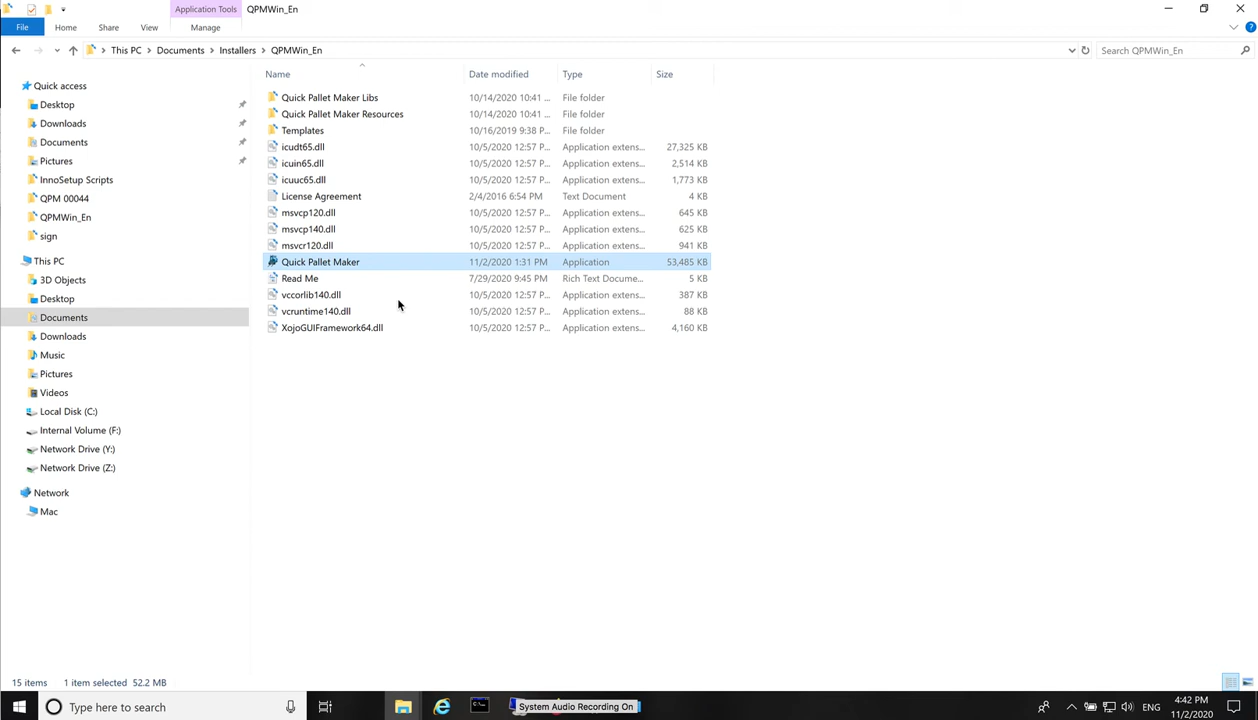 Application Tools QPMWin_En
File Home Share View Manage
This PC Documents Installers QPMWin_En Search QPMWin_En
Name Date modified Type Size
Quick access
Desktop
Downloads
Documents
Pictures
InnoSetup Scripts
QPM 00044
QPMWin_En
sign
This PC
3D Objects
Desktop
Documents
Downloads
Music
Pictures
Videos
Local Disk (C:)
Internal Volume (F:)
Network Drive (Y:)
Network Drive (Z:)
Network
Mac
Quick Pallet Maker Libs 10/14/2020 10:41 ... File folder
Quick Pallet Maker Resources 10/14/2020 10:41 ... File folder
Templates 10/16/2019 9:38 P... File folder
icudt65.dll 10/5/2020 12:57 P... Application extens... 27,325 KB
icuin65.dll 10/5/2020 12:57 P... Application extens... 2,514 KB
icuuc65.dll 10/5/2020 12:57 P... Application extens... 1,773 KB
License Agreement 2/4/2016 6:54 PM Text Document 4 KB
msvcp120.dll 10/5/2020 12:57 P... Application extens... 645 KB
msvcp140.dll 10/5/2020 12:57 P... Application extens... 625 KB
msvcr120.dll 10/5/2020 12:57 P... Application extens... 941 KB
Quick Pallet Maker 11/2/2020 1:31 PM Application 53,485 KB
Read Me 7/29/2020 9:45 PM Rich Text Docume... 5 KB
vccorlib140.dll 10/5/2020 12:57 P... Application extens... 387 KB
vcruntime140.dll 10/5/2020 12:57 P... Application extens... 88 KB
XojoGUIFramework64.dll 10/5/2020 12:57 P... Application extens... 4,160 KB
15 items 1 item selected 52.2 MB
Type here to search System Audio Recording On ENG 4:42 PM
11/2/2020